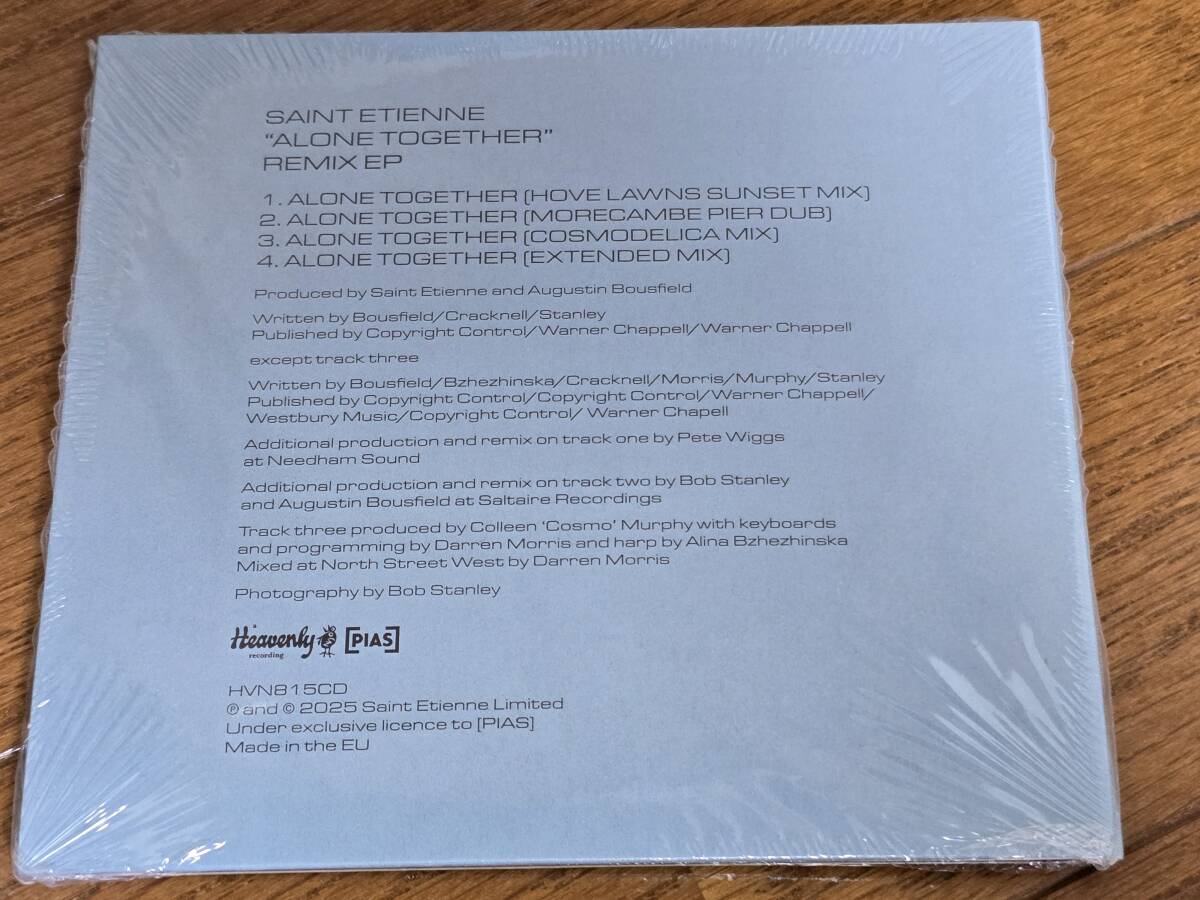 SAINT ETIENNE
“ALONE TOGETHER”
REMIX EP
1. ALONE TOGETHER (HOVE LAWNS SUNSET MIX)
2. ALONE TOGETHER (MORECAMBE PIER DUB)
3. ALONE TOGETHER (COSMODELICA MIX)
4. ALONE TOGETHER (EXTENDED MIX)
Produced by Saint Etienne and Augustin Bousfield
Written by Bousfield/Cracknell/Stanley
Published by Copyright Control/Warner Chappell/Warner Chappell
except track three
Written by Bousfield/Bzhezhinska/Cracknell/Morris/Murphy/Stanley
Published by Copyright Control/Copyright Control/Warner Chappell/
Westbury Music/Copyright Control/ Warner Chapell
Additional production and remix on track one by Pete Wiggs
at Needham Sound
Additional production and remix on track two by Bob Stanley
and Augustin Bousfield at Saltaire Recordings
Track three produced by Colleen ‘Cosmo’ Murphy with keyboards
and programming by Darren Morris and harp by Alina Bzhezhinska
Mixed at North Street West by Darren Morris
Photography by Bob Stanley
a Heavenly recording [PIAS]
HVN815CD
℗ and © 2025 Saint Etienne Limited
Under exclusive licence to [PIAS]
Made in the EU